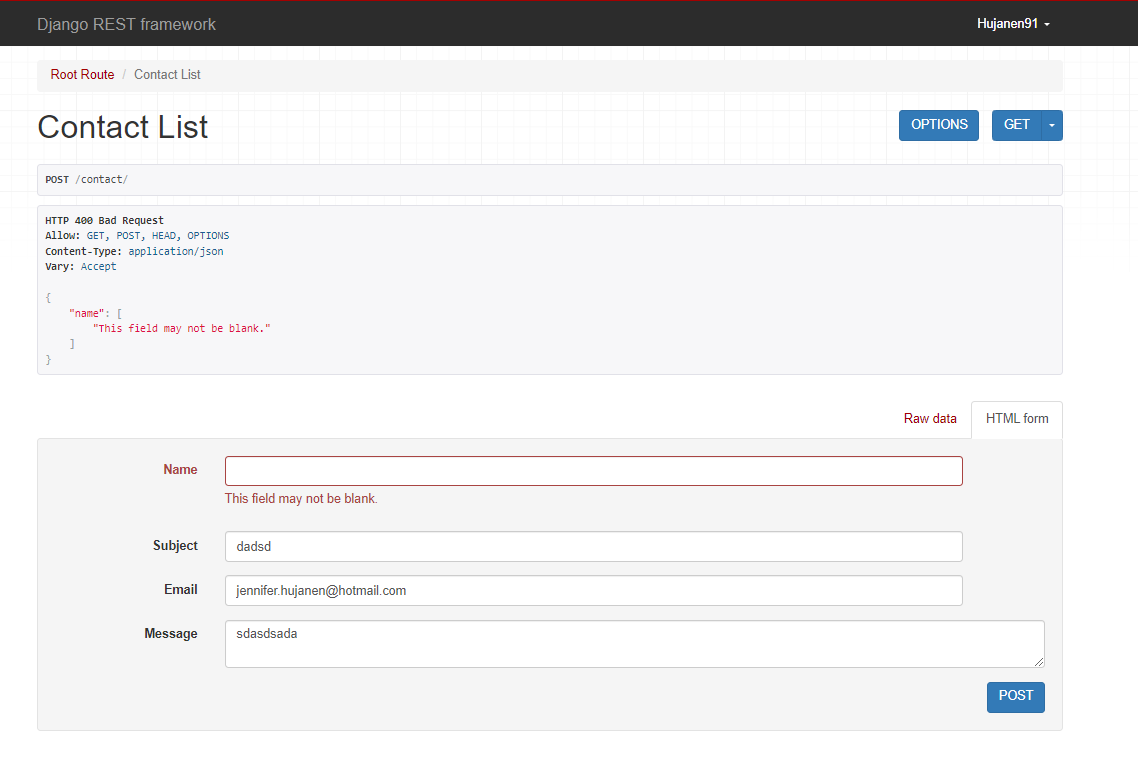 Django REST framework
Hujanen91
Root Route / Contact List
Contact List
OPTIONS
GET
POST /contact/
HTTP 400 Bad Request
Allow: GET, POST, HEAD, OPTIONS
Content-Type: application/json
Vary: Accept
{
    "name": [
        "This field may not be blank."
    ]
}
Raw data
HTML form
Name
This field may not be blank.
Subject
dadsd
Email
jennifer.hujanen@hotmail.com
Message
sdasdsada
POST